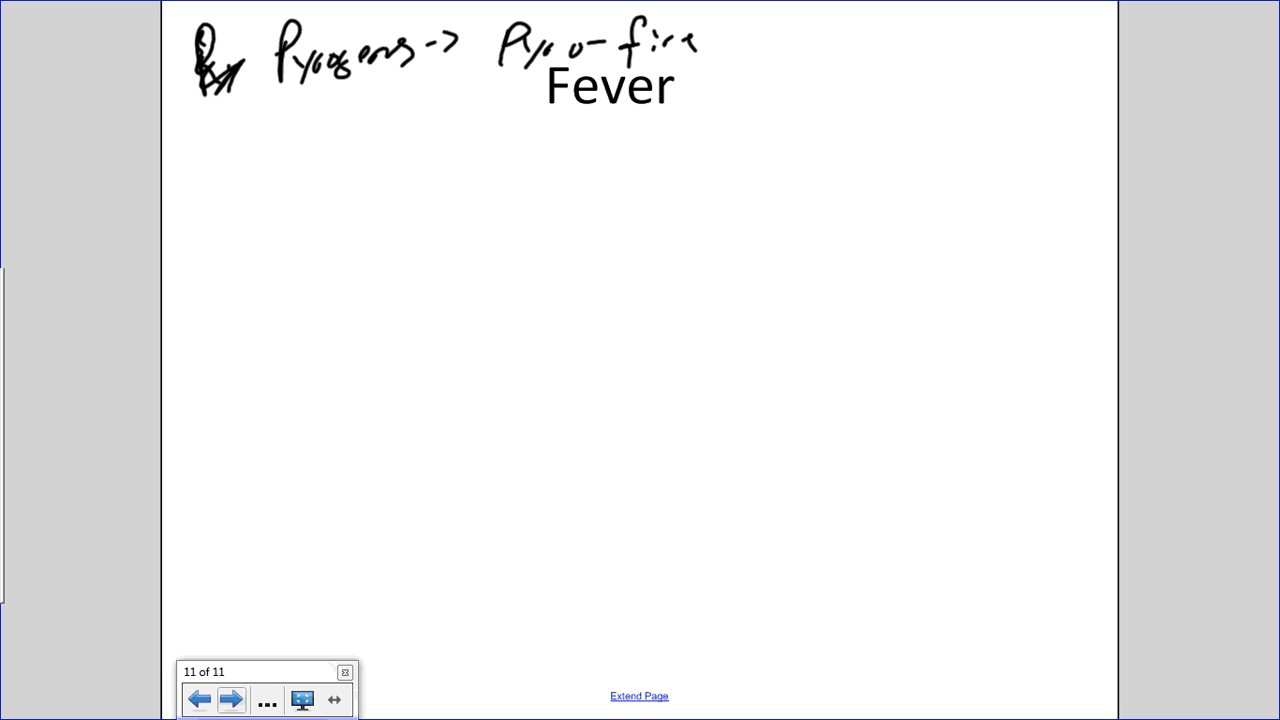 Pyrogens -> Pyro - fire
Fever
11 of 11
...
Extend Page